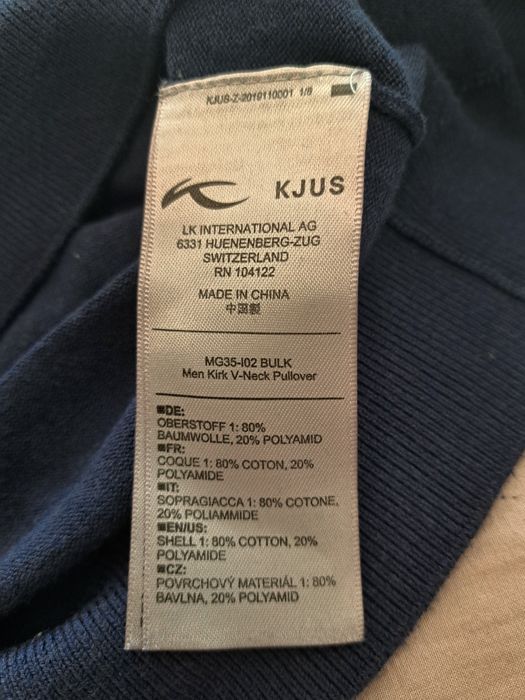 KJUS-Z-2019110001 1/8
KJUS
LK INTERNATIONAL AG
6331 HUENENBERG-ZUG
SWITZERLAND
RN 104122
MADE IN CHINA
中国製
MG35-I02 BULK
Men Kirk V-Neck Pullover
DE:
OBERSTOFF 1: 80%
BAUMWOLLE, 20% POLYAMID
FR:
COQUE 1: 80% COTON, 20%
POLYAMIDE
IT:
SOPRAGIACCA 1: 80% COTONE,
20% POLIAMMIDE
EN/US:
SHELL 1: 80% COTTON, 20%
POLYAMIDE
CZ:
POVRCHOVÝ MATERIÁL 1: 80%
BAVLNA, 20% POLYAMID